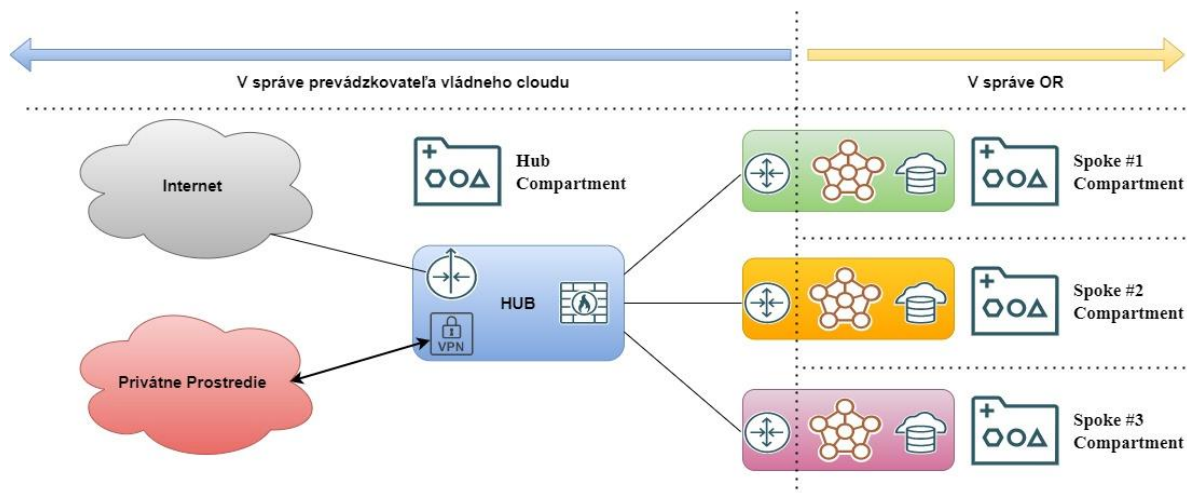 V správe prevádzkovateľa vládneho cloudu
V správe OR
Internet
Hub
Compartment
Spoke #1
Compartment
HUB
VPN
Spoke #2
Compartment
Privátne Prostredie
Spoke #3
Compartment